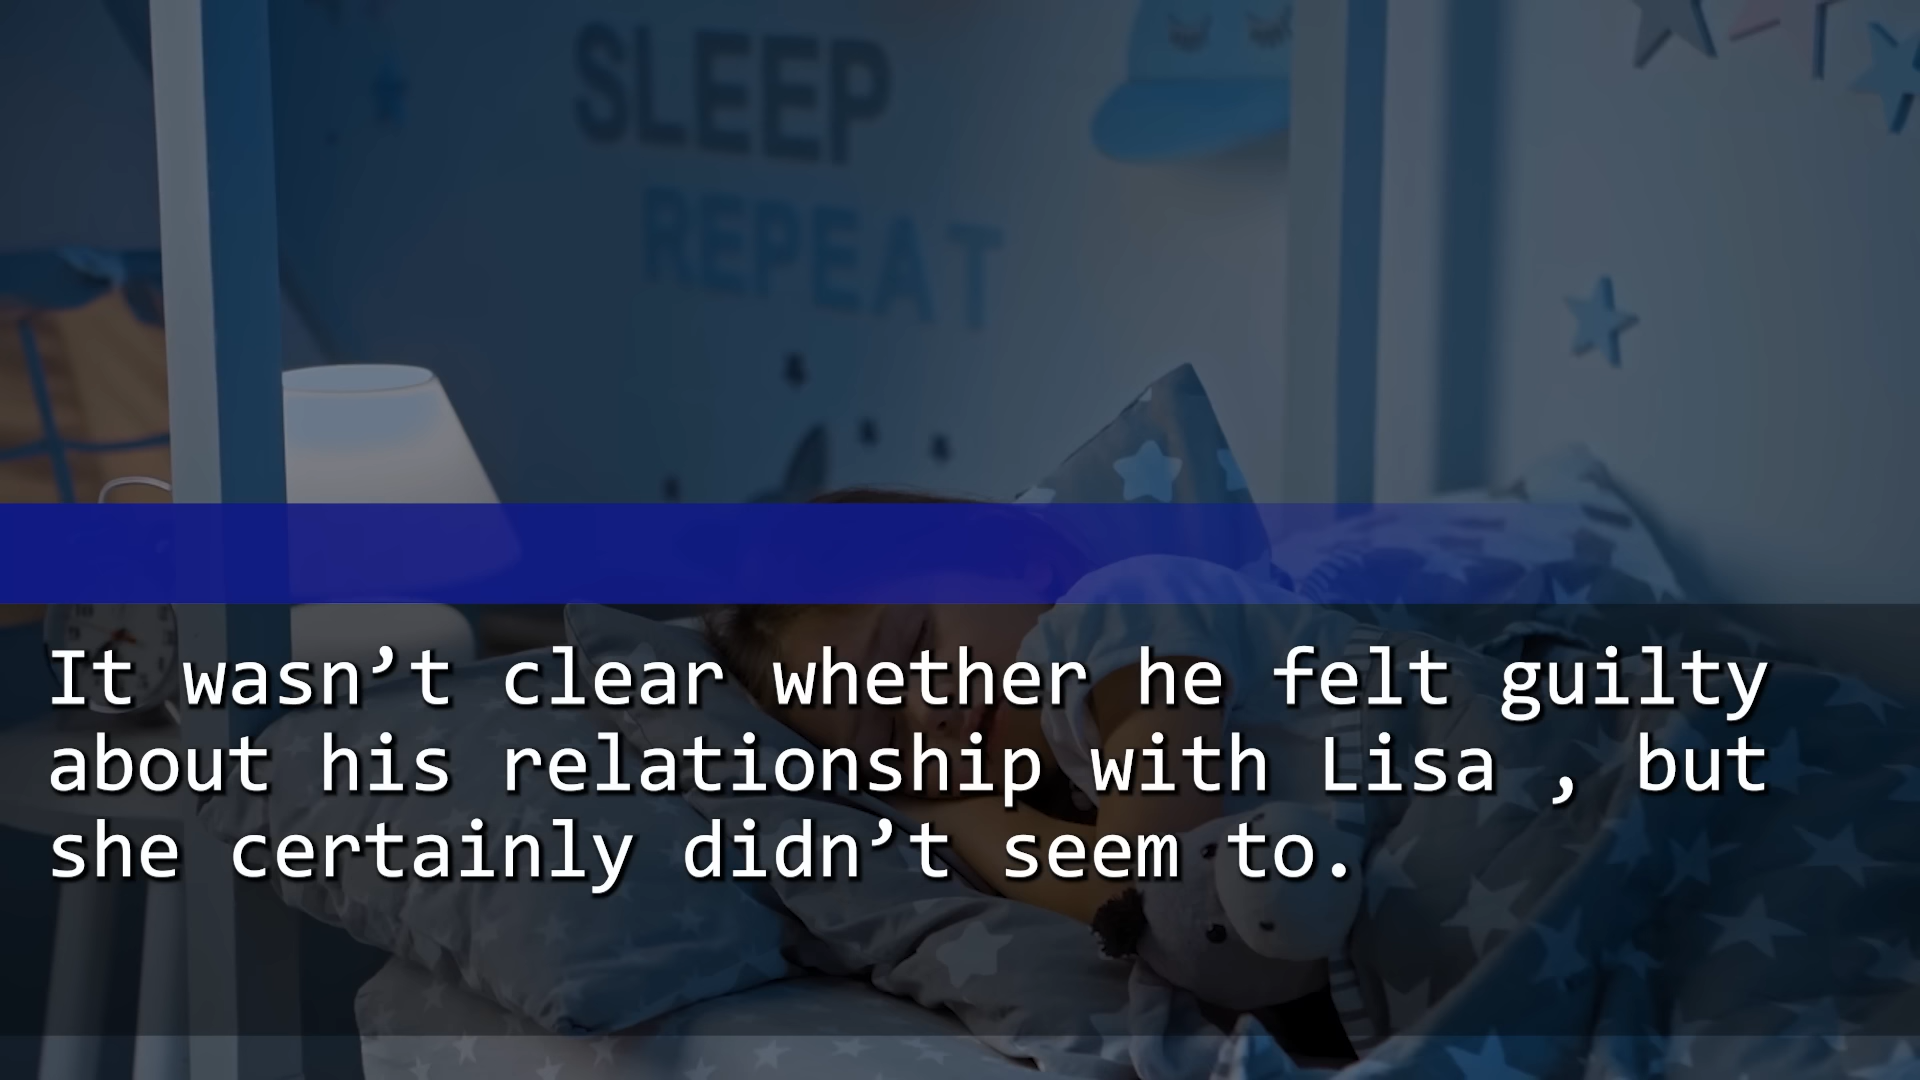 SLEEP
REPEAT
It wasn’t clear whether he felt guilty
about his relationship with Lisa , but
she certainly didn’t seem to.